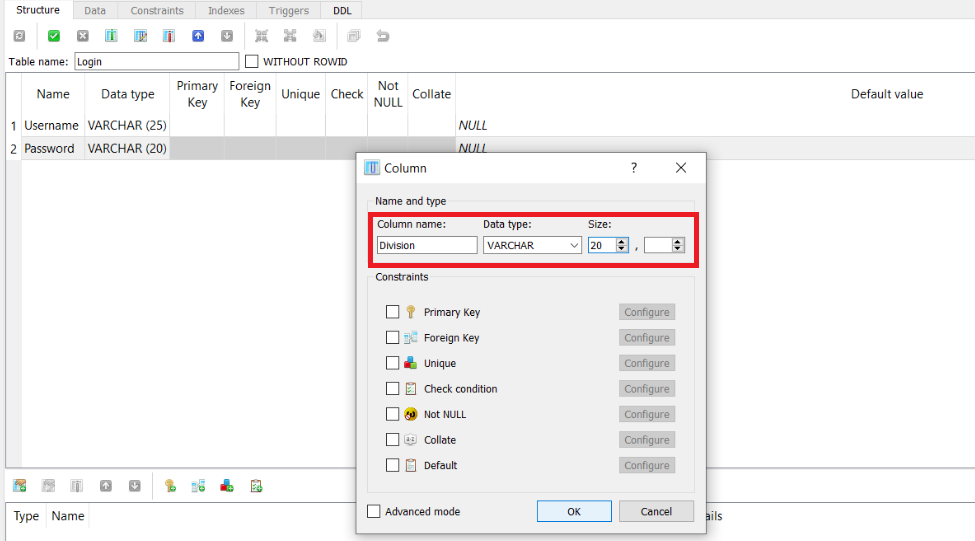 Structure Data Constraints Indexes Triggers DDL
Table name: Login WITHOUT ROWID
Name Data type Primary Key Foreign Key Unique Check Not NULL Collate Default value
1 Username VARCHAR (25) NULL
2 Password VARCHAR (20) NULL
Column ? X
Name and type
Column name: Data type: Size:
Division VARCHAR 20 ,
Constraints
Primary Key Configure
Foreign Key Configure
Unique Configure
Check condition Configure
Not NULL Configure
Collate Configure
Default Configure
Advanced mode OK Cancel
Type Name ails